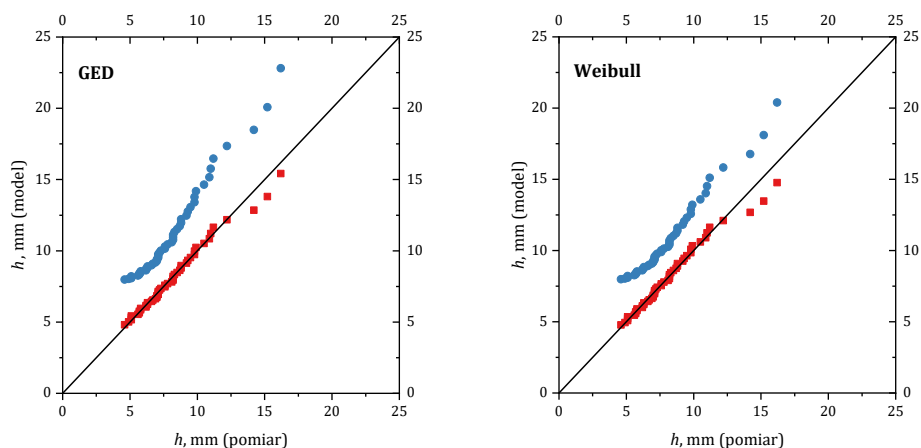 0 5 10 15 20 25 0 5 10 15 20 25
25 25
GED Weibull
20 20 20 20
15 15 15 15
h, mm (model) h, mm (model)
10 10 10 10
5 5 5 5
0 0 0 0
0 5 10 15 20 25 0 5 10 15 20 25
h, mm (pomiar) h, mm (pomiar)